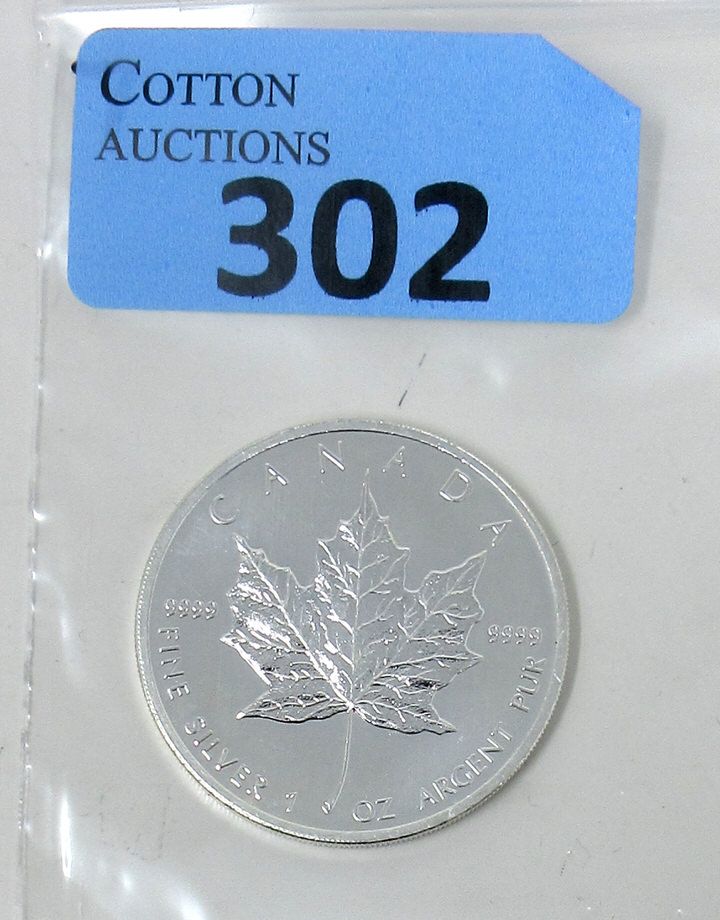 COTTON
AUCTIONS
302
CANADA
9999
9999
FINE SILVER 1 OZ ARGENT PUR